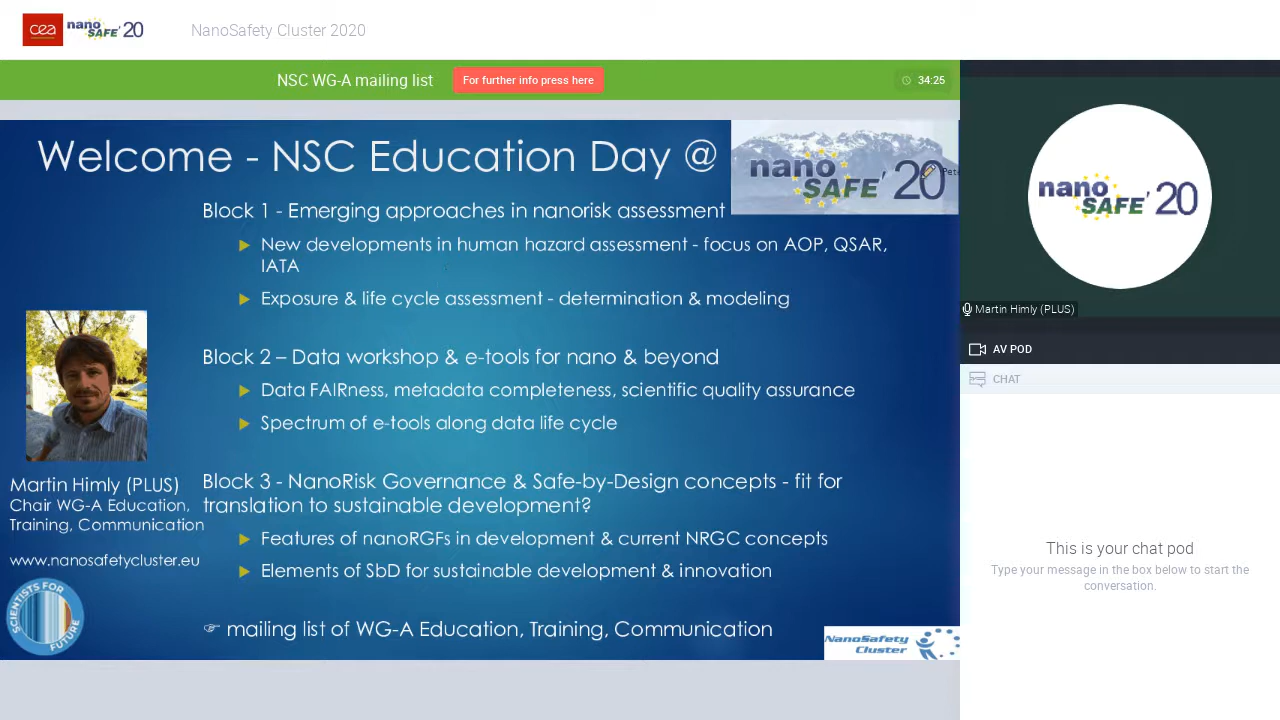 cea nano SAFE' 20 NanoSafety Cluster 2020
NSC WG-A mailing list For further info press here 34:25
Welcome - NSC Education Day @
nano SAFE' 20
Block 1 - Emerging approaches in nanorisk assessment
New developments in human hazard assessment - focus on AOP, QSAR,
IATA
Exposure & life cycle assessment - determination & modeling
Block 2 – Data workshop & e-tools for nano & beyond
Data FAIRness, metadata completeness, scientific quality assurance
Spectrum of e-tools along data life cycle
Block 3 - NanoRisk Governance & Safe-by-Design concepts - fit for
translation to sustainable development?
Features of nanoRGFs in development & current NRGC concepts
Elements of SbD for sustainable development & innovation
☞ mailing list of WG-A Education, Training, Communication
Martin Himly (PLUS)
Chair WG-A Education,
Training, Communication
www.nanosafetycluster.eu
SCIENTISTS FOR FUTURE
NanoSafety
Cluster
nano SAFE' 20
Martin Himly (PLUS)
AV POD
CHAT
This is your chat pod
Type your message in the box below to start the
conversation.